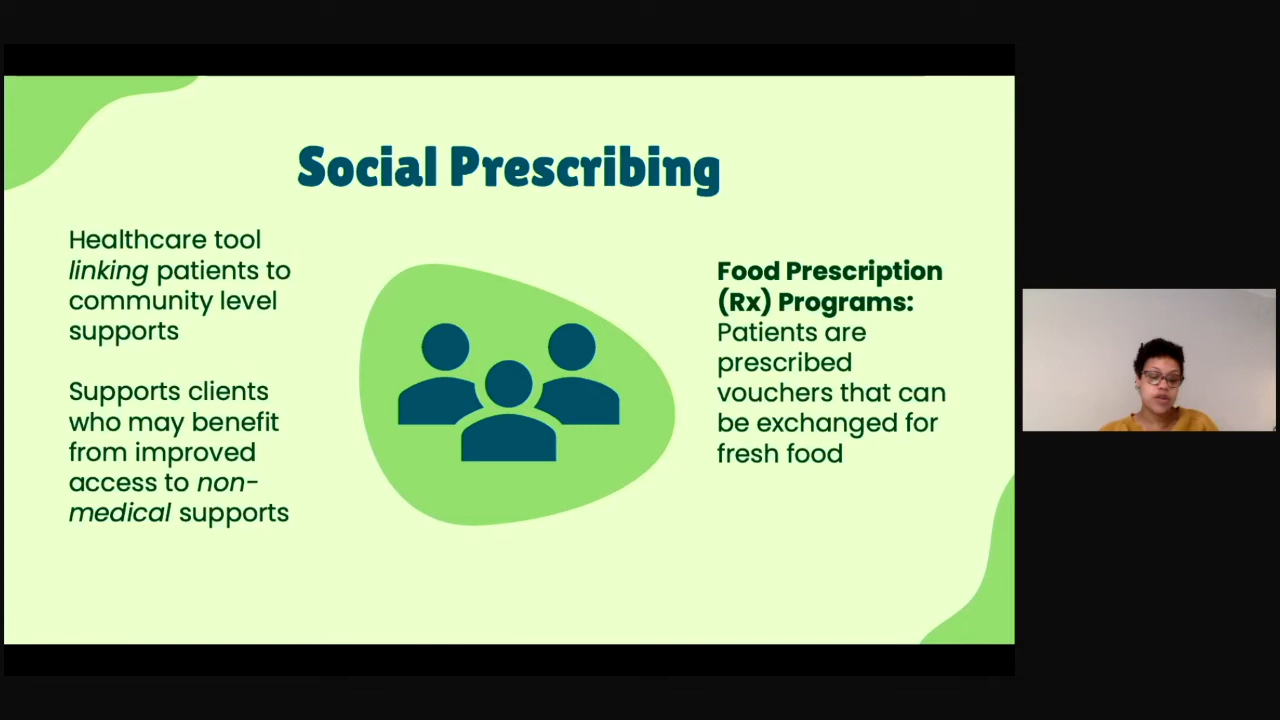 Social Prescribing
Healthcare tool
linking patients to
community level
supports
Supports clients
who may benefit
from improved
access to non-
medical supports
Food Prescription
(Rx) Programs:
Patients are
prescribed
vouchers that can
be exchanged for
fresh food